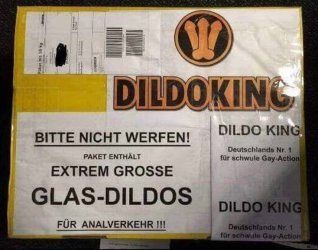 DILDOKING
BITTE NICHT WERFEN!
PAKET ENTHÄLT
EXTREM GROSSE
GLAS-DILDOS
FÜR ANALVERKEHR !!!
DILDO KING
Deutschlands Nr. 1
für schwule Gay-Action
DILDO KING
Deutschlands Nr. 1
für schwule Gay-Action